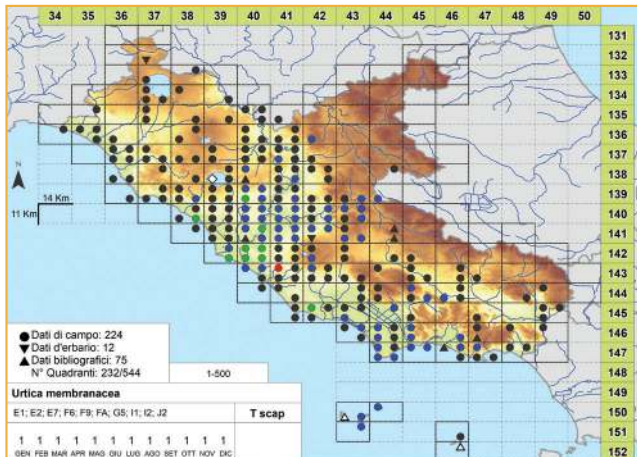 34 35 36 37 38 39 40 41 42 43 44 45 46 47 48 49 50
131
132
133
134
135
136
137
138
139
140
141
142
143
144
145
146
147
150
151
152
N
14 Km
11 Km
Dati di campo: 224
Dati d'erbario: 12
Dati bibliografici: 75
N° Quadranti: 232/544
1-500
Urtica membranacea
E1; E2; E7; F6; F9; FA; G5; I1; I2; J2 T scap
1 1 1 1 1 1 1 1 1 1 1 1
GEN FEB MAR APR MAG GIU LUG AGO SET OTT NOV DIC